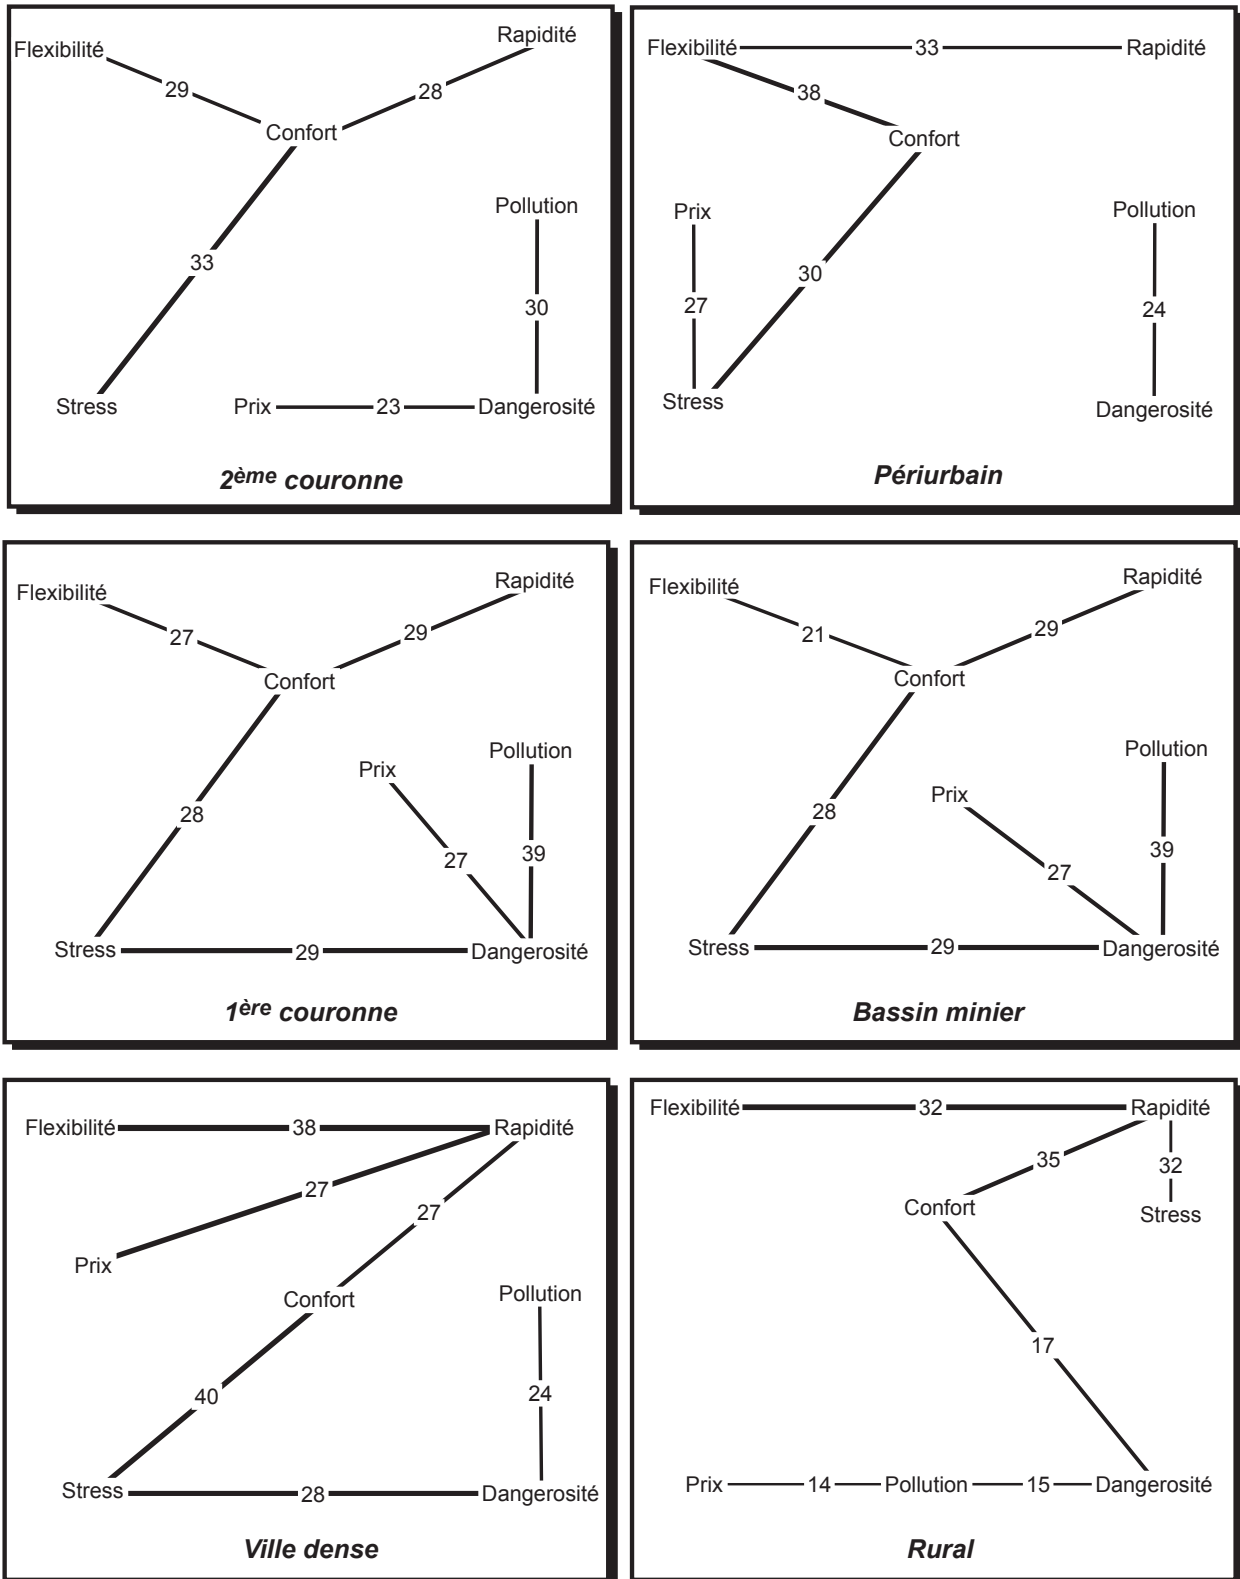 Flexibilité
Rapidité
29
28
Confort
Pollution
33
30
Stress
Prix
23
Dangerosité
2ème couronne
Flexibilité
33
Rapidité
38
Confort
Prix
Pollution
30
27
24
Stress
Dangerosité
Périurbain
Flexibilité
Rapidité
27
29
Confort
Pollution
Prix
28
27
39
Stress
29
Dangerosité
1ère couronne
Flexibilité
Rapidité
21
29
Confort
Pollution
Prix
28
27
39
Stress
29
Dangerosité
Bassin minier
Flexibilité
38
Rapidité
27
27
Prix
Confort
Pollution
40
24
Stress
28
Dangerosité
Ville dense
Flexibilité
32
Rapidité
35
32
Confort
Stress
17
Prix
14
Pollution
15
Dangerosité
Rural